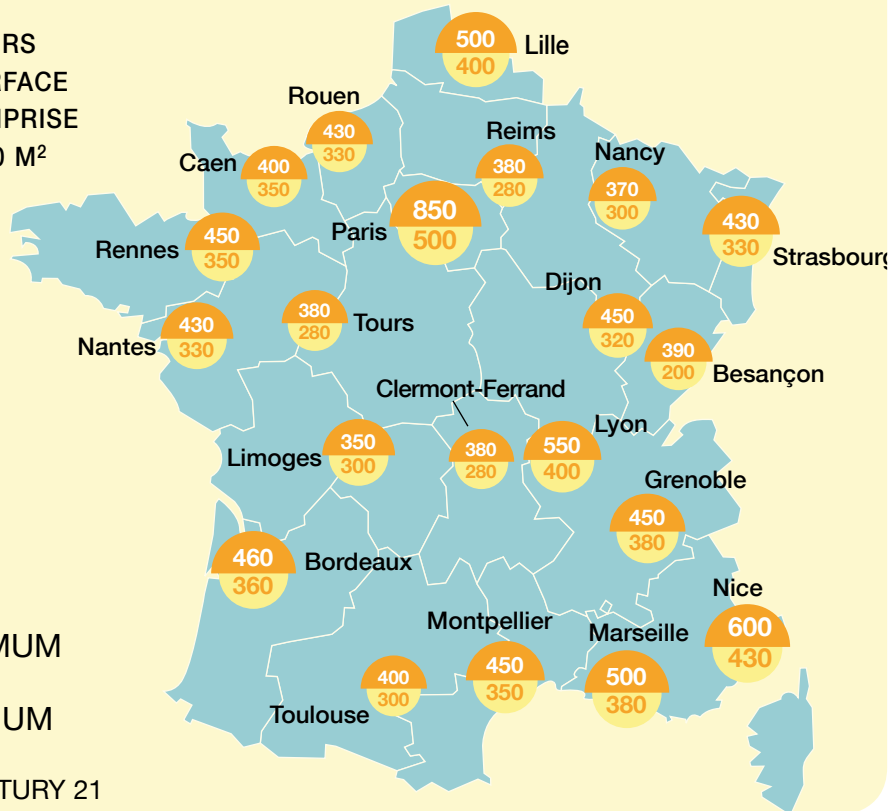 RS
RFACE
PRISE
0 M²
500
400
Lille
Rouen
430
330
Caen
400
350
Reims
380
280
Nancy
370
300
Paris
850
500
Rennes
450
350
430
330
Strasbourg
Nantes
430
330
380
280
Tours
Dijon
450
320
390
200
Besançon
Clermont-Ferrand
380
280
Lyon
550
400
Limoges
350
300
Grenoble
450
380
460
360
Bordeaux
Nice
600
430
Montpellier
450
350
Marseille
500
380
Toulouse
400
300
MUM
UM
TURY 21